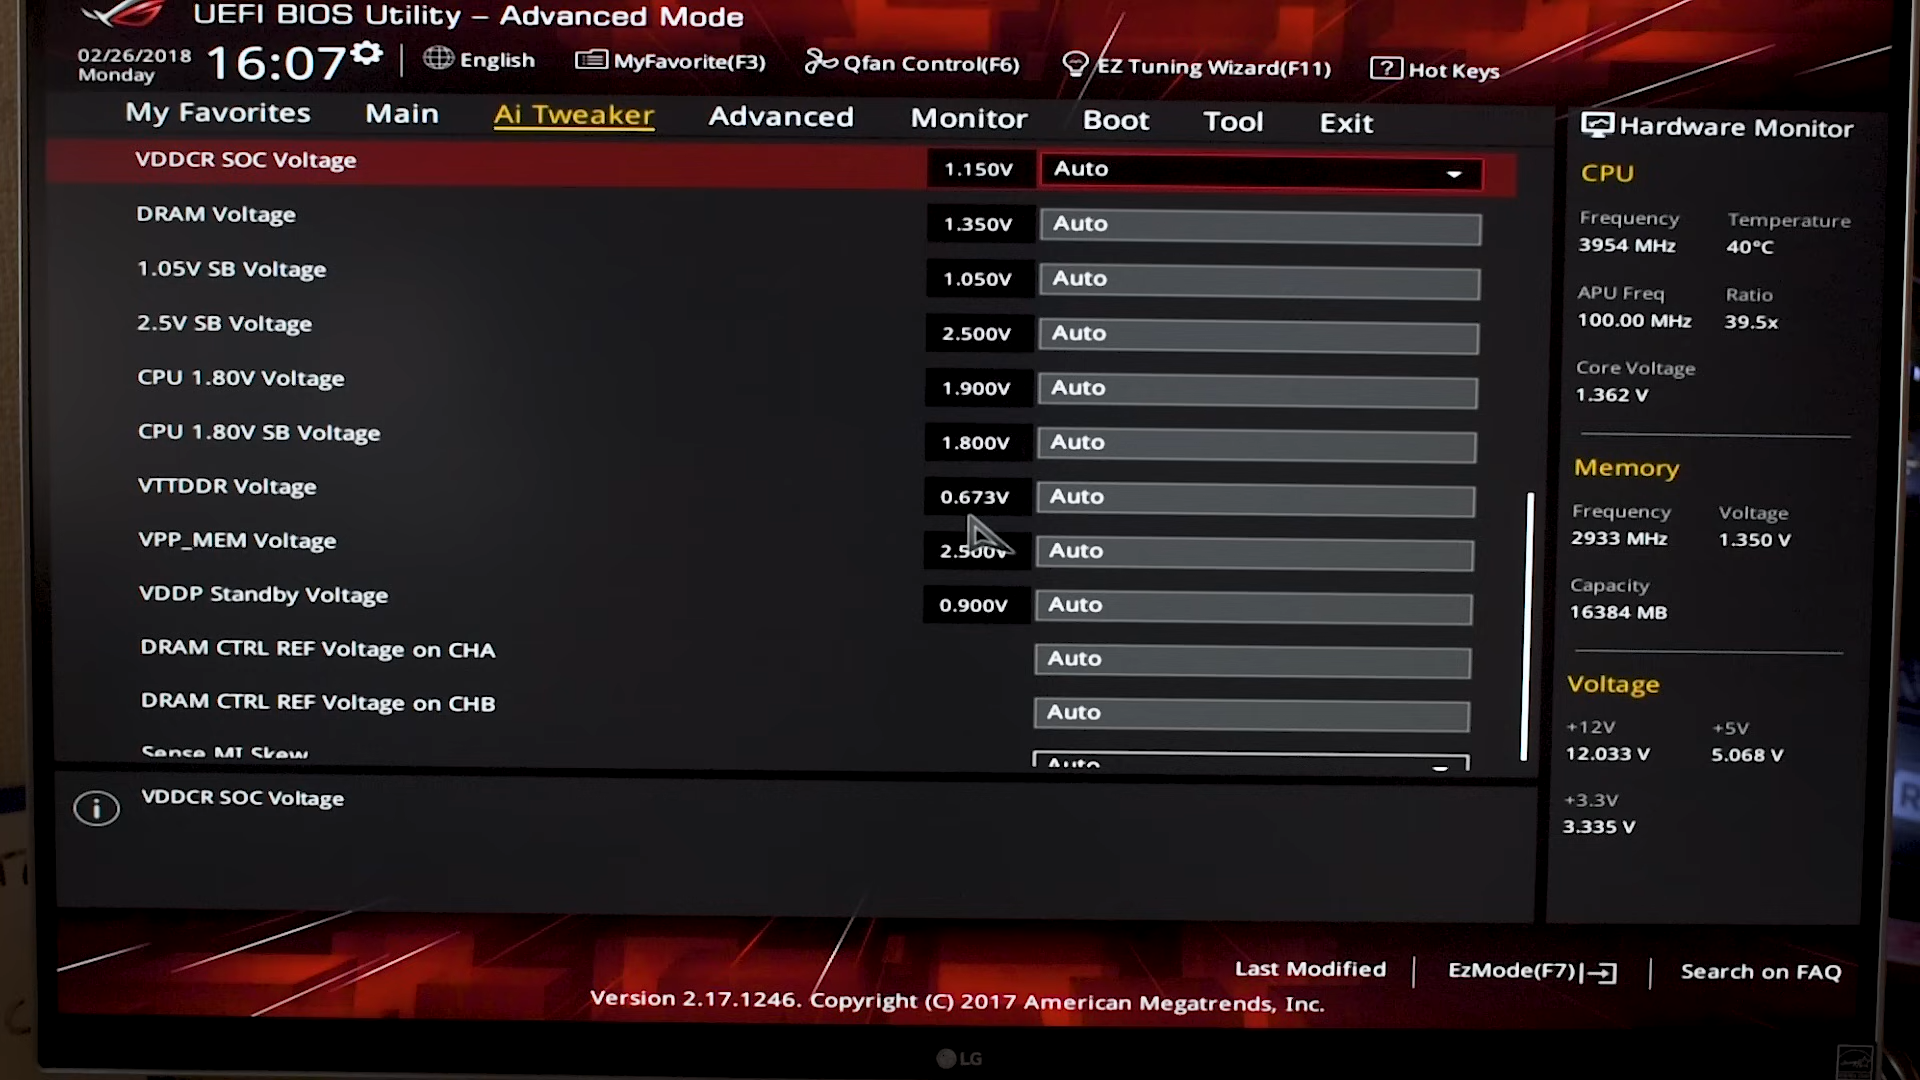 UEFI BIOS Utility – Advanced Mode
02/26/2018
Monday
16:07
English
MyFavorite(F3)
Qfan Control(F6)
EZ Tuning Wizard(F11)
? Hot Keys
My Favorites
Main
Ai Tweaker
Advanced
Monitor
Boot
Tool
Exit
VDDCR SOC Voltage 1.150V Auto
DRAM Voltage 1.350V Auto
1.05V SB Voltage 1.050V Auto
2.5V SB Voltage 2.500V Auto
CPU 1.80V Voltage 1.900V Auto
CPU 1.80V SB Voltage 1.800V Auto
VTTDDR Voltage 0.673V Auto
VPP_MEM Voltage 2.500V Auto
VDDP Standby Voltage 0.900V Auto
DRAM CTRL REF Voltage on CHA Auto
DRAM CTRL REF Voltage on CHB Auto
Sense MI Skew Auto
i VDDCR SOC Voltage
Hardware Monitor
CPU
Frequency Temperature
3954 MHz 40°C
APU Freq Ratio
100.00 MHz 39.5x
Core Voltage
1.362 V
Memory
Frequency Voltage
2933 MHz 1.350 V
Capacity
16384 MB
Voltage
+12V +5V
12.033 V 5.068 V
+3.3V
3.335 V
Last Modified
EzMode(F7)
Search on FAQ
Version 2.17.1246. Copyright (C) 2017 American Megatrends, Inc.
LG